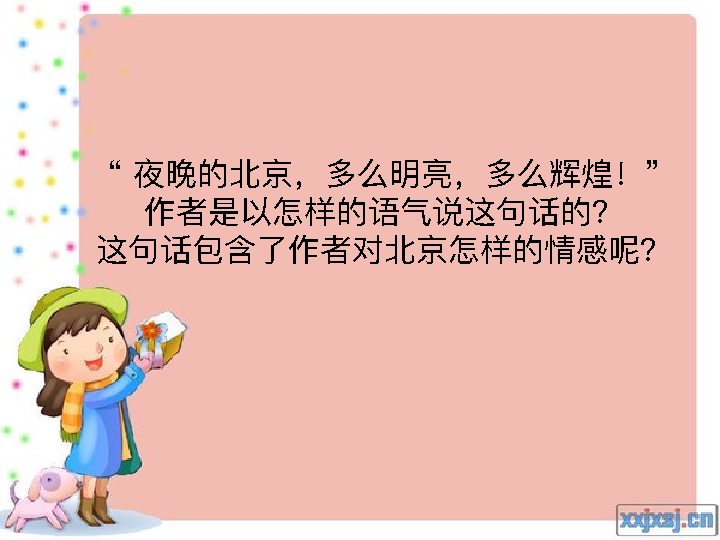 “ 夜晚的北京，多么明亮，多么辉煌！”
作者是以怎样的语气说这句话的？
这句话包含了作者对北京怎样的情感呢？
xxjxsj.cn